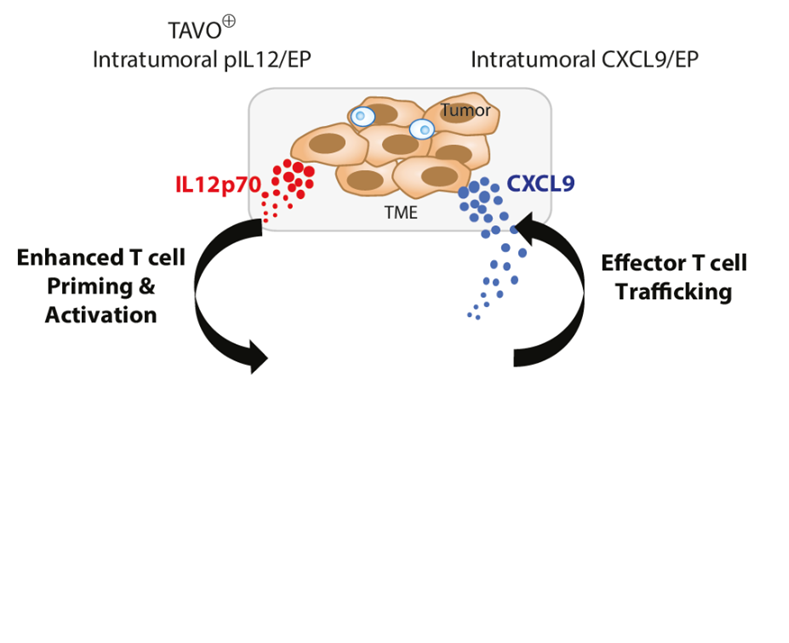 TAVO⊕
Intratumoral pIL12/EP
Intratumoral CXCL9/EP
Tumor
IL12p70
CXCL9
TME
Enhanced T cell
Priming &
Activation
Effector T cell
Trafficking